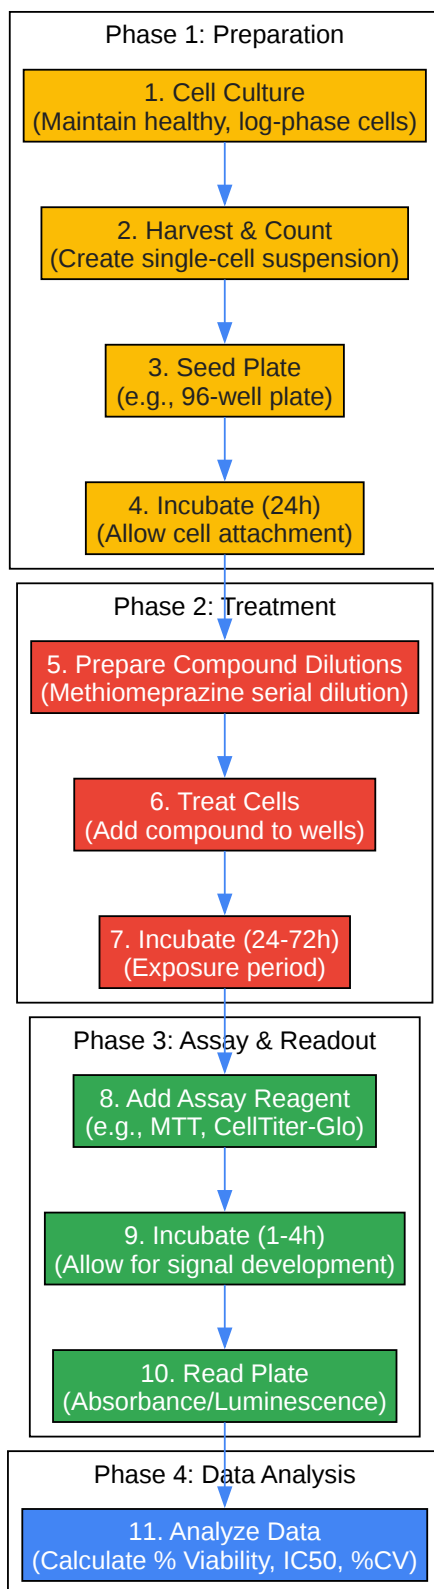 Phase 1: Preparation
1. Cell Culture
(Maintain healthy, log-phase cells)
2. Harvest & Count
(Create single-cell suspension)
3. Seed Plate
(e.g., 96-well plate)
4. Incubate (24h)
(Allow cell attachment)
Phase 2: Treatment
5. Prepare Compound Dilutions
(Methiomeprazine serial dilution)
6. Treat Cells
(Add compound to wells)
7. Incubate (24-72h)
(Exposure period)
Phase 3: Assay & Readout
8. Add Assay Reagent
(e.g., MTT, CellTiter-Glo)
9. Incubate (1-4h)
(Allow for signal development)
10. Read Plate
(Absorbance/Luminescence)
Phase 4: Data Analysis
11. Analyze Data
(Calculate % Viability, IC50, %CV)